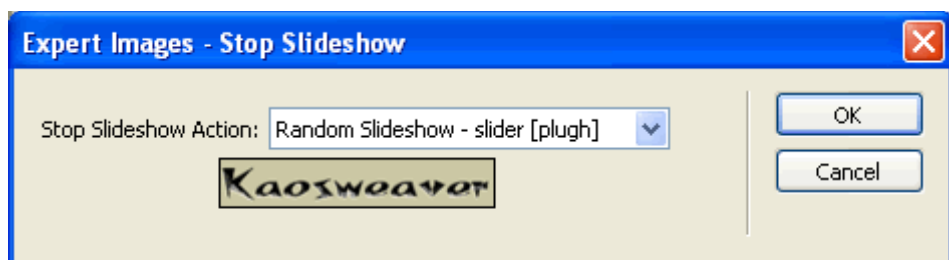 Expert Images - Stop Slideshow
Stop Slideshow Action: Random Slideshow - slider [plugh]
OK
Kaosweaver
Cancel